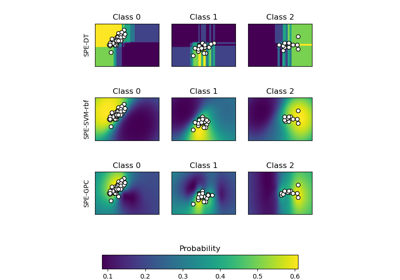 Class 0 Class 1 Class 2
SPE-DT
Class 0 Class 1 Class 2
SPE-SVM-rbf
Class 0 Class 1 Class 2
SPE-GPC
Probability
0.1 0.2 0.3 0.4 0.5 0.6